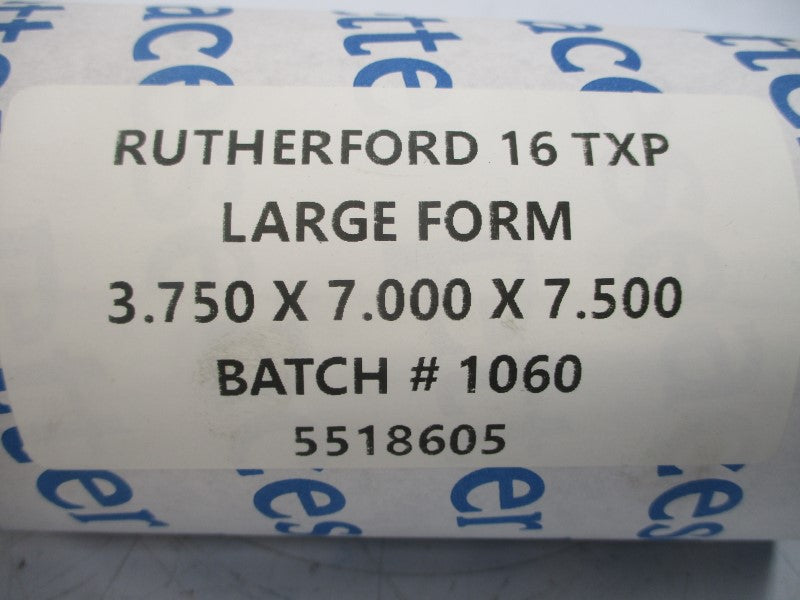 RUTHERFORD 16 TXP
LARGE FORM
3.750 X 7.000 X 7.500
BATCH # 1060
5518605